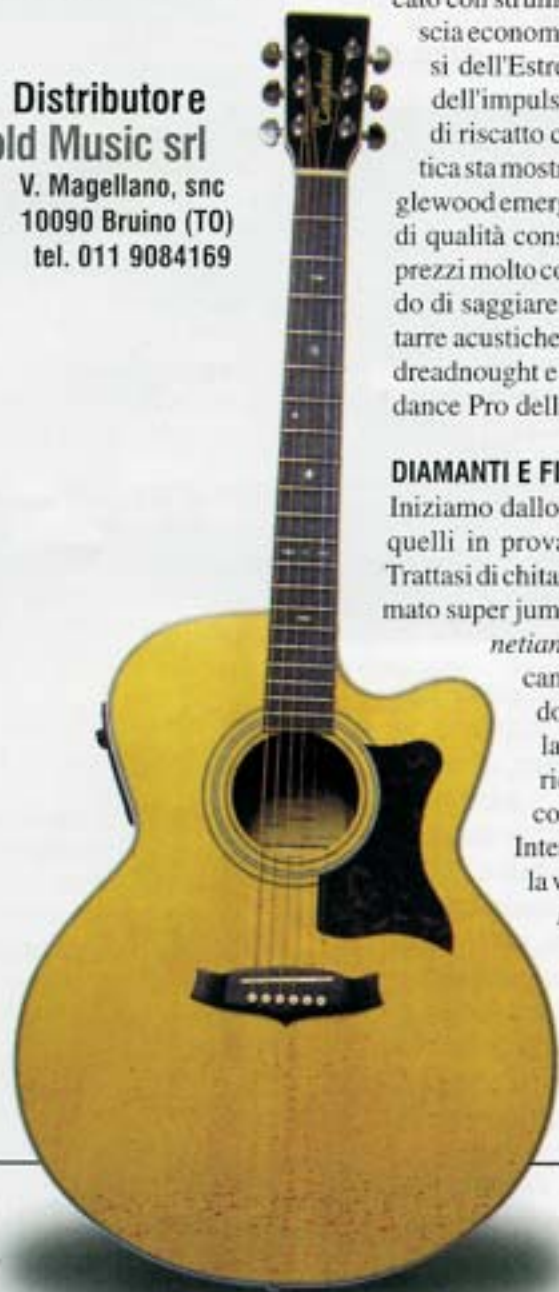 Distributore
old Music srl
V. Magellano, snc
10090 Bruino (TO)
tel. 011 9084169
Tanglewood
scia econom
si dell'Estre
dell'impuls
di riscatto c
tica sta mostr
glewood emerg
di qualità cons
prezzi molto co
do di saggiare
tarre acustiche
dreadnought e
dance Pro dell
DIAMANTI E FI
Iniziamo dallo
quelli in prova
Trattasi di chita
mato super jum
netian
can
do
la
ri
co
Inte
la v